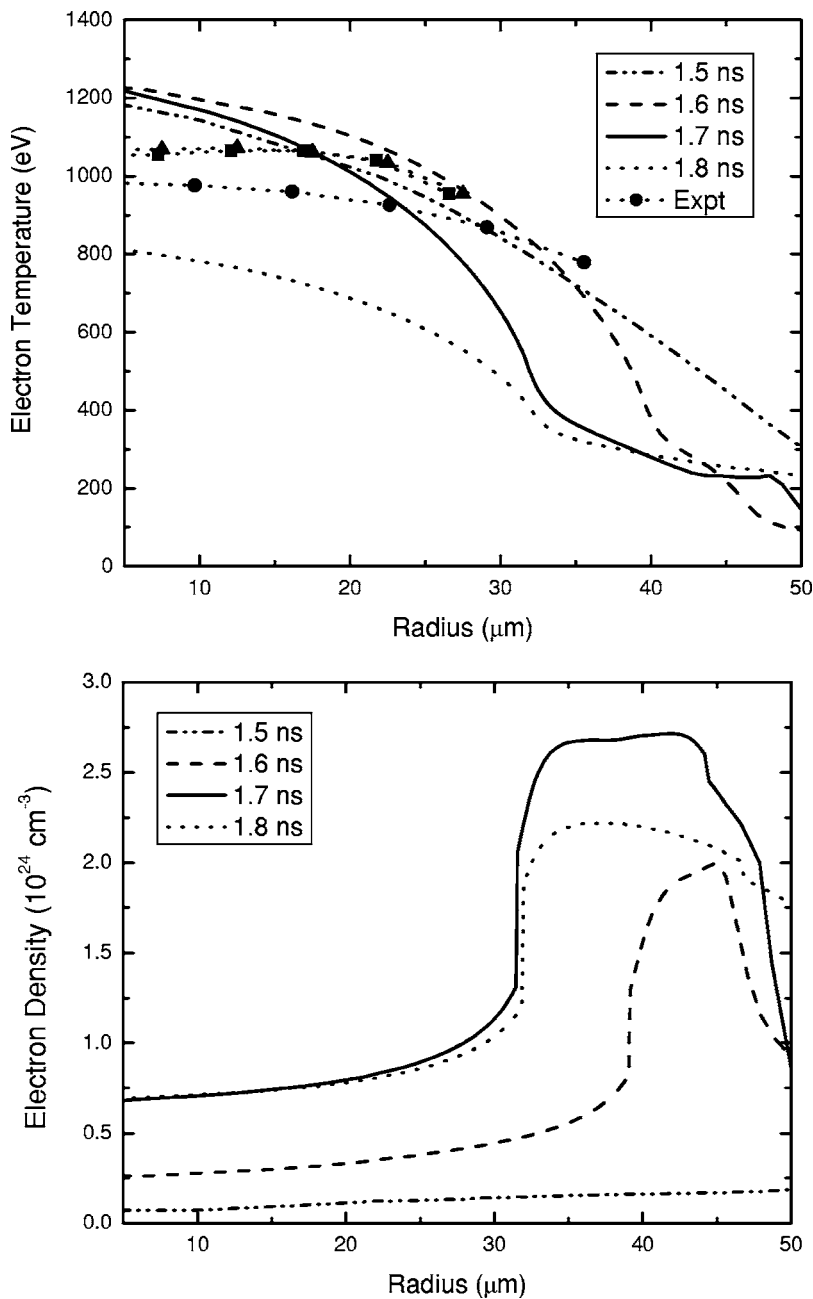 1400
1200
1000
800
600
400
200
0
Electron Temperature (eV)
1.5 ns
1.6 ns
1.7 ns
1.8 ns
Expt
10
20
30
40
50
Radius (μm)
3.0
2.5
2.0
1.5
1.0
0.5
0.0
Electron Density (10²⁴ cm⁻³)
1.5 ns
1.6 ns
1.7 ns
1.8 ns
10
20
30
40
50
Radius (μm)